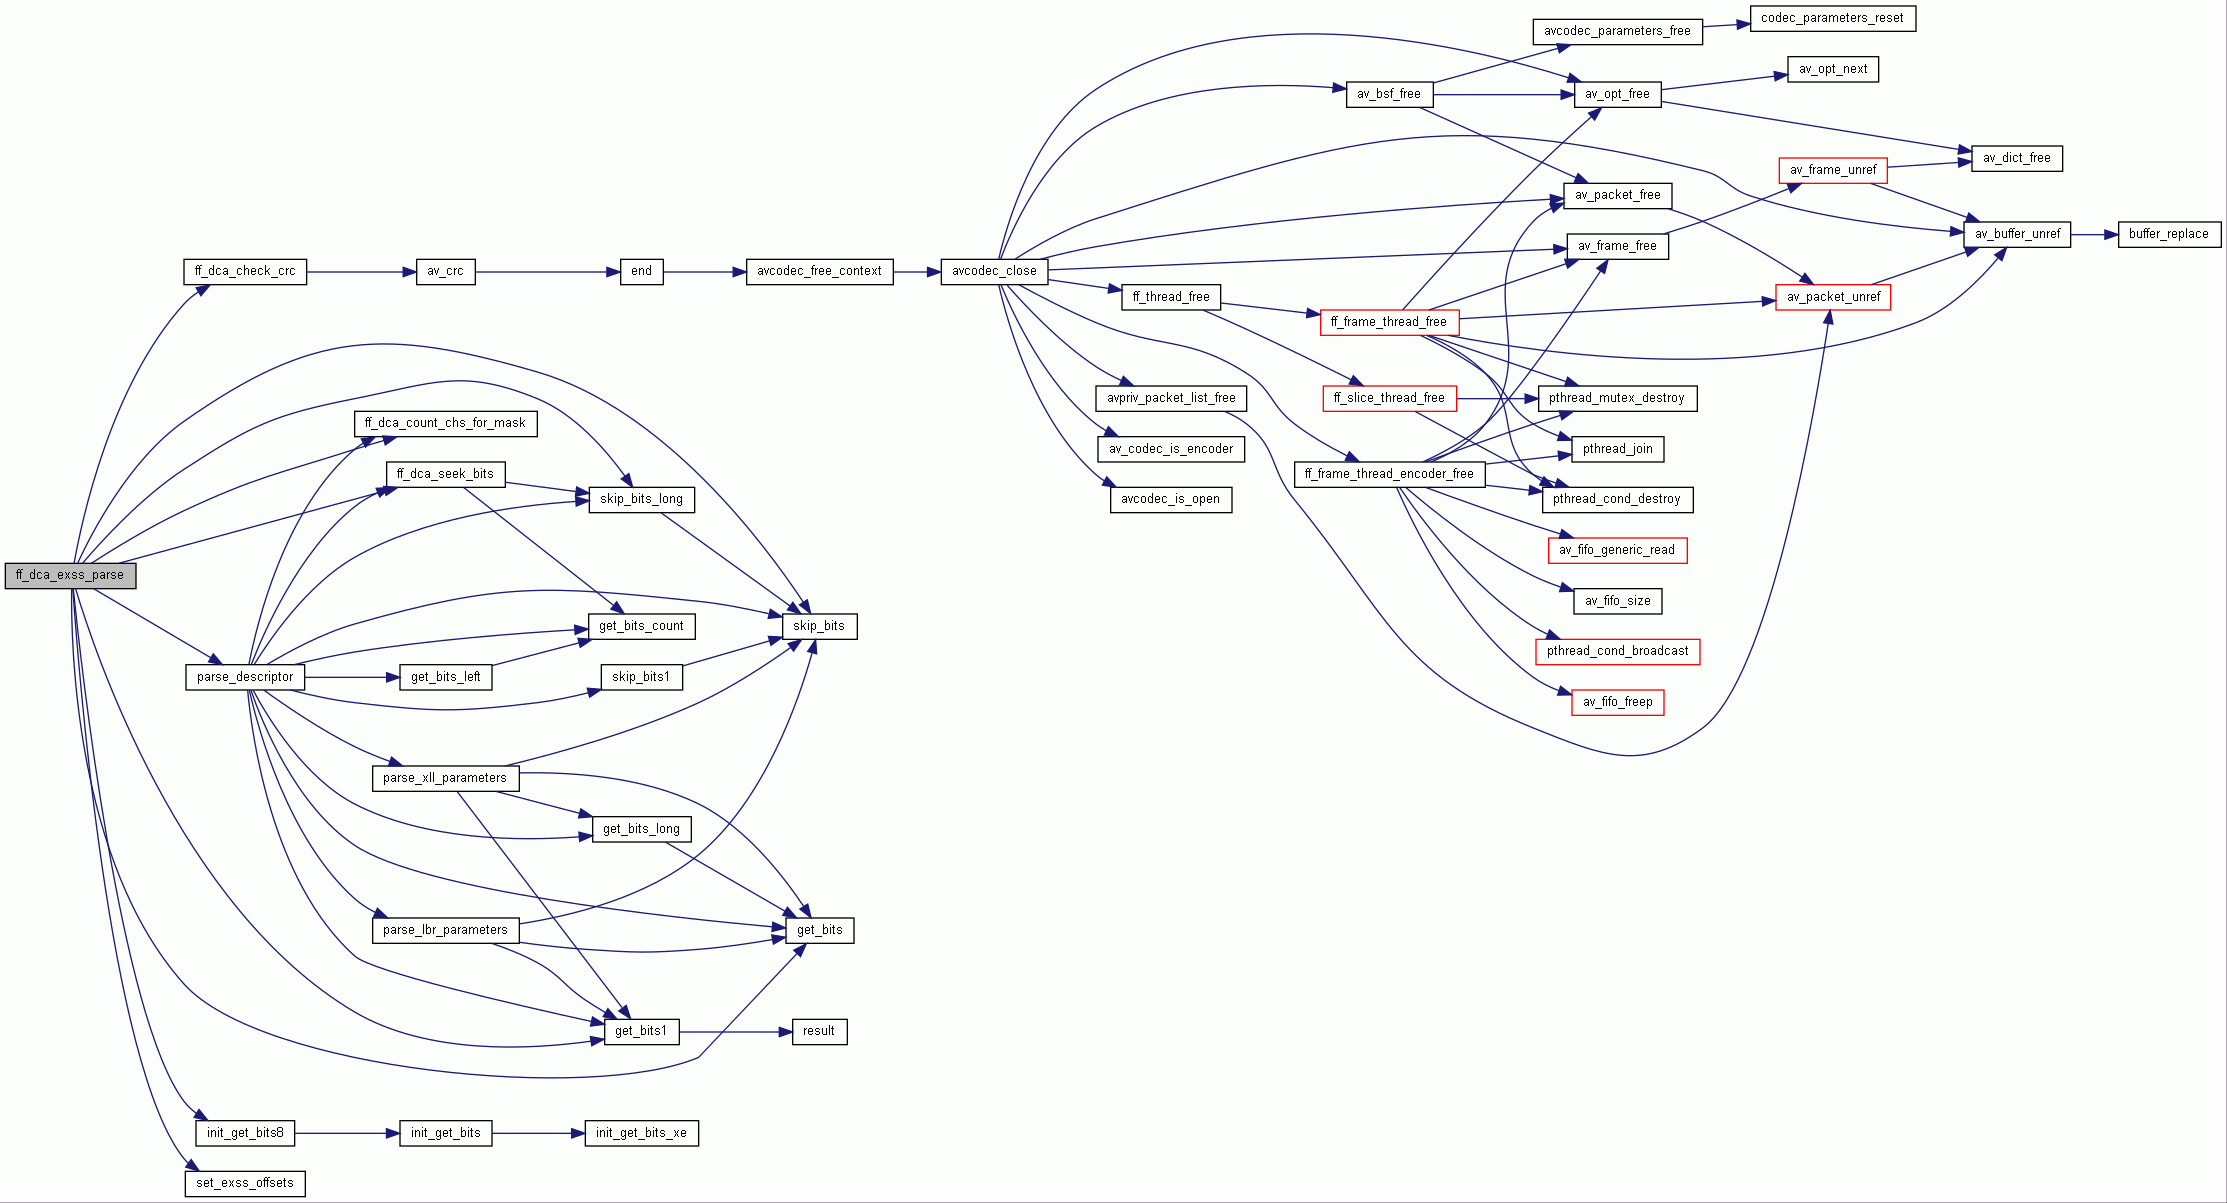 codec_parameters_reset
avcodec_parameters_free
av_opt_next
av_bsf_free
av_opt_free
av_dict_free
av_frame_unref
av_packet_free
av_buffer_unref
buffer_replace
av_frame_free
ff_dca_check_crc
av_crc
end
avcodec_free_context
avcodec_close
ff_thread_free
av_packet_unref
ff_frame_thread_free
avpriv_packet_list_free
ff_slice_thread_free
pthread_mutex_destroy
ff_dca_count_chs_for_mask
av_codec_is_encoder
pthread_join
ff_dca_seek_bits
ff_frame_thread_encoder_free
skip_bits_long
avcodec_is_open
pthread_cond_destroy
av_fifo_generic_read
ff_dca_exss_parse
av_fifo_size
get_bits_count
skip_bits
pthread_cond_broadcast
parse_descriptor
get_bits_left
skip_bits1
av_fifo_freep
parse_xll_parameters
get_bits_long
parse_lbr_parameters
get_bits
get_bits1
result
init_get_bits8
init_get_bits
init_get_bits_xe
set_exss_offsets